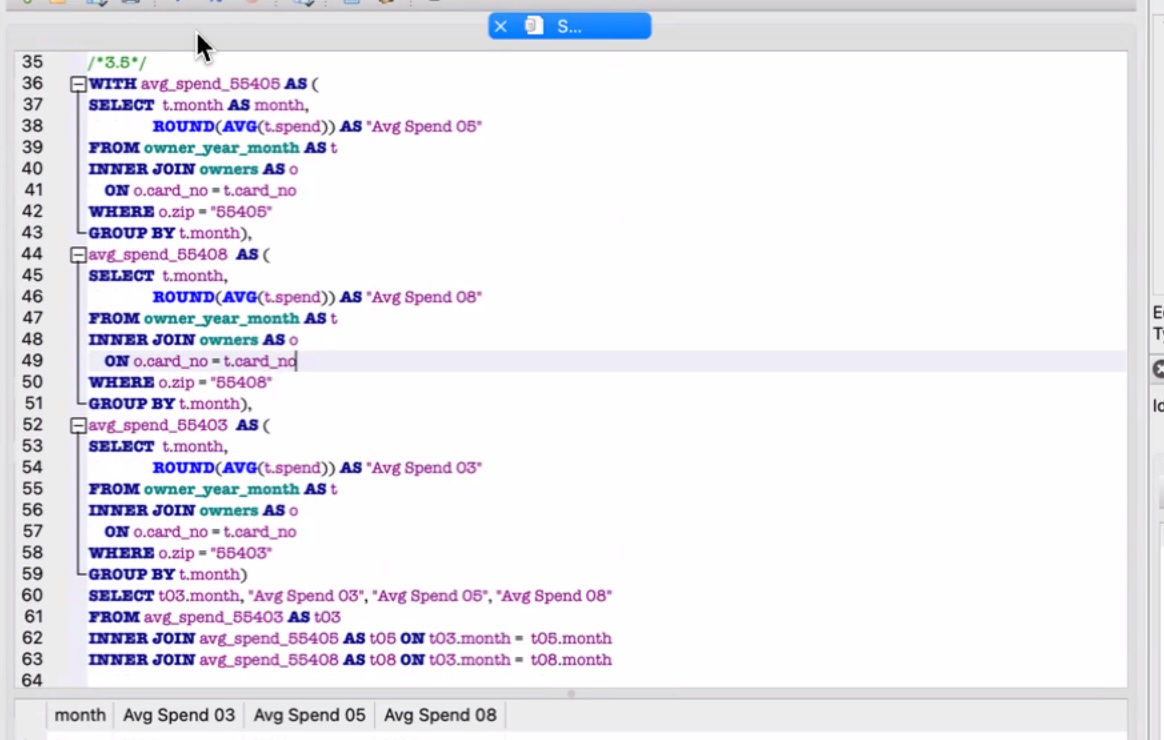 S...
35 /*3.5*/
36 WITH avg_spend_55405 AS (
37 SELECT t.month AS month,
38 ROUND(AVG(t.spend)) AS "Avg Spend 05"
39 FROM owner_year_month AS t
40 INNER JOIN owners AS o
41 ON o.card_no = t.card_no
42 WHERE o.zip = "55405"
43 GROUP BY t.month),
44 avg_spend_55408 AS (
45 SELECT t.month,
46 ROUND(AVG(t.spend)) AS "Avg Spend 08"
47 FROM owner_year_month AS t
48 INNER JOIN owners AS o
49 ON o.card_no = t.card_no
50 WHERE o.zip = "55408"
51 GROUP BY t.month),
52 avg_spend_55403 AS (
53 SELECT t.month,
54 ROUND(AVG(t.spend)) AS "Avg Spend 03"
55 FROM owner_year_month AS t
56 INNER JOIN owners AS o
57 ON o.card_no = t.card_no
58 WHERE o.zip = "55403"
59 GROUP BY t.month)
60 SELECT t03.month, "Avg Spend 03", "Avg Spend 05", "Avg Spend 08"
61 FROM avg_spend_55403 AS t03
62 INNER JOIN avg_spend_55405 AS t05 ON t03.month = t05.month
63 INNER JOIN avg_spend_55408 AS t08 ON t03.month = t08.month
64
month Avg Spend 03 Avg Spend 05 Avg Spend 08